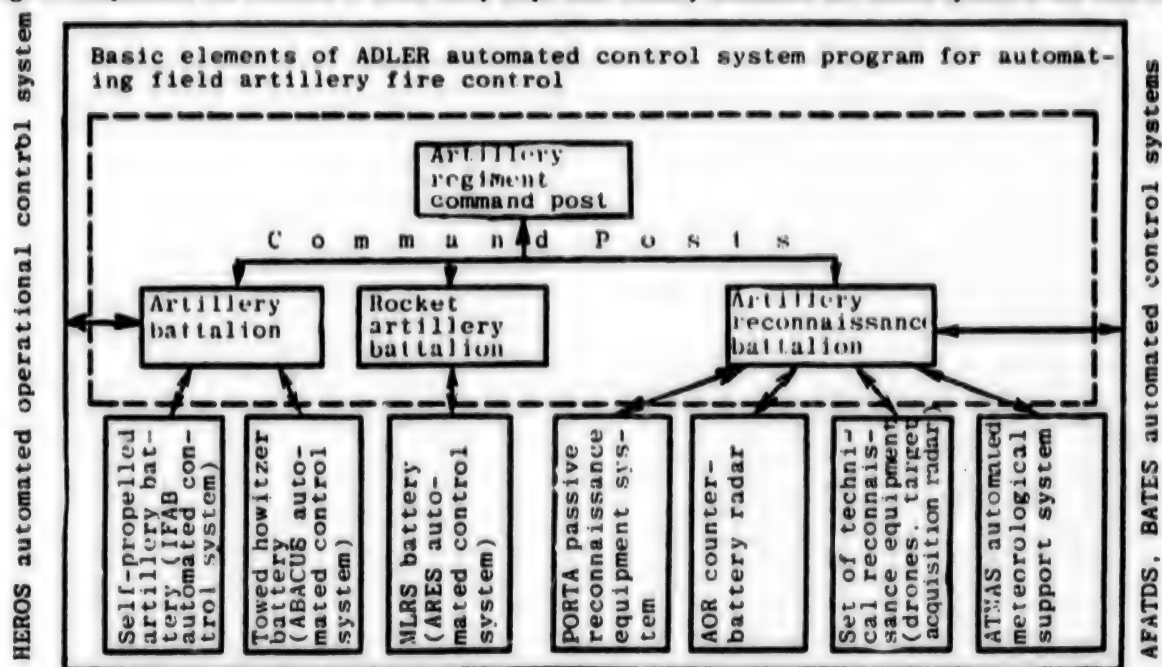 HEROS automated operational control system
Basic elements of ADLER automated control system program for automat-
ing field artillery fire control
Artillery
regiment
command post
Command Posts
Artillery
battalion
Rocket
artillery
battalion
Artillery
reconnaissance
battalion
Self-propelled
artillery bat-
tery (IFAB
automated con-
trol system)
Towed howitzer
battery
(ABACUS auto-
mated control
system)
MLRS battery
(ARES auto-
mated control
system)
PORTA passive
reconnaissance
equipment sys-
tem
AOR counter-
battery radar
Set of techni-
cal reconnais-
sance equipment
(drones. target
acquisition radar)
ATMAS automated
meteorological
support system
AFATDS, BATES automated control systems